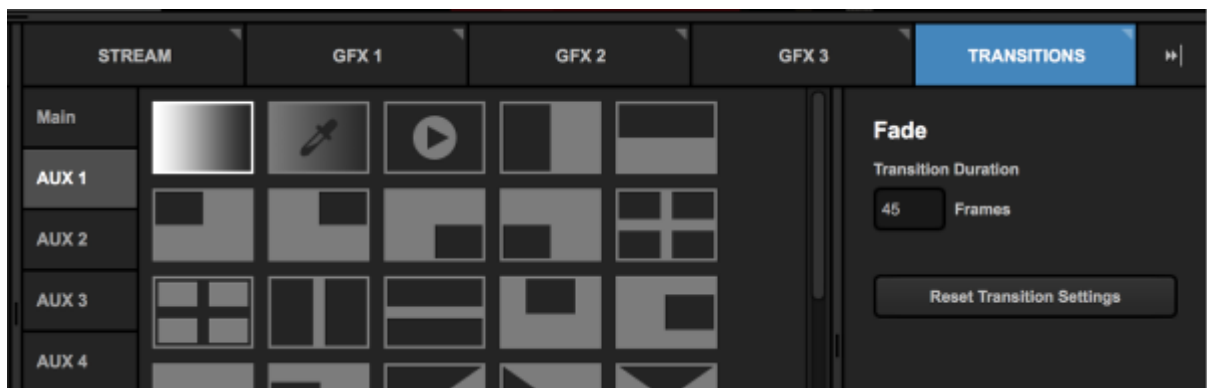 STREAM
GFX 1
GFX 2
GFX 3
TRANSITIONS
Main
AUX 1
AUX 2
AUX 3
AUX 4
Fade
Transition Duration
45 Frames
Reset Transition Settings